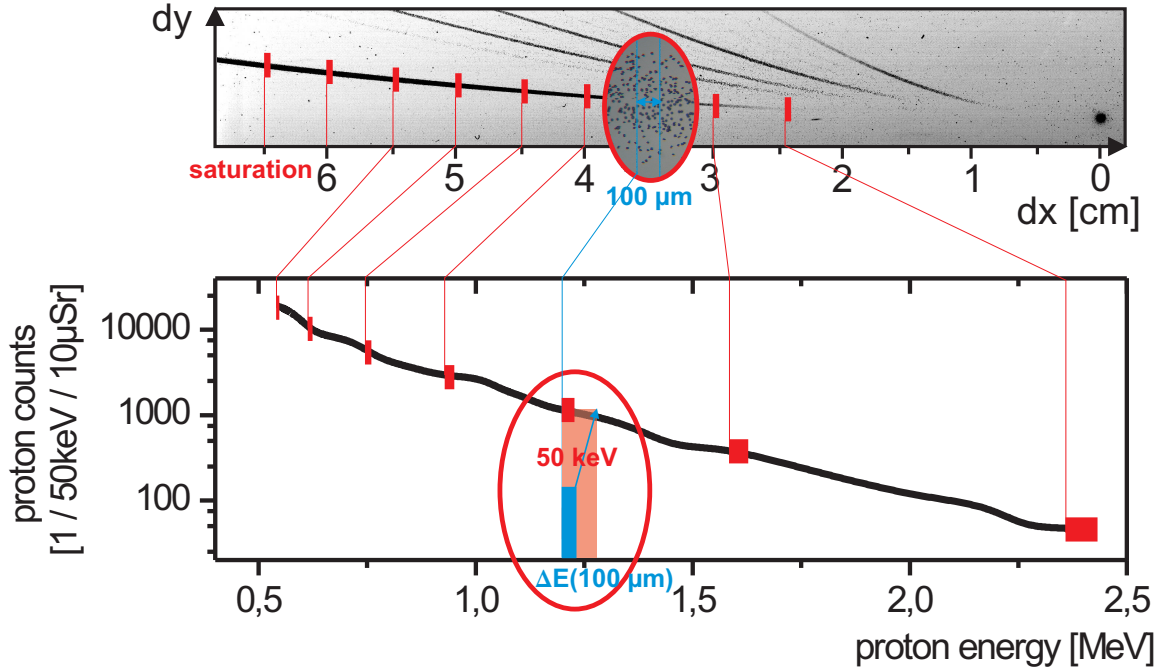 dy
saturation
6 5 4 3 2 1 0
100 µm
dx [cm]
proton counts
[1 / 50keV / 10µSr]
10000
1000
100
50 keV
ΔE(100 µm)
0,5 1,0 1,5 2,0 2,5
proton energy [MeV]